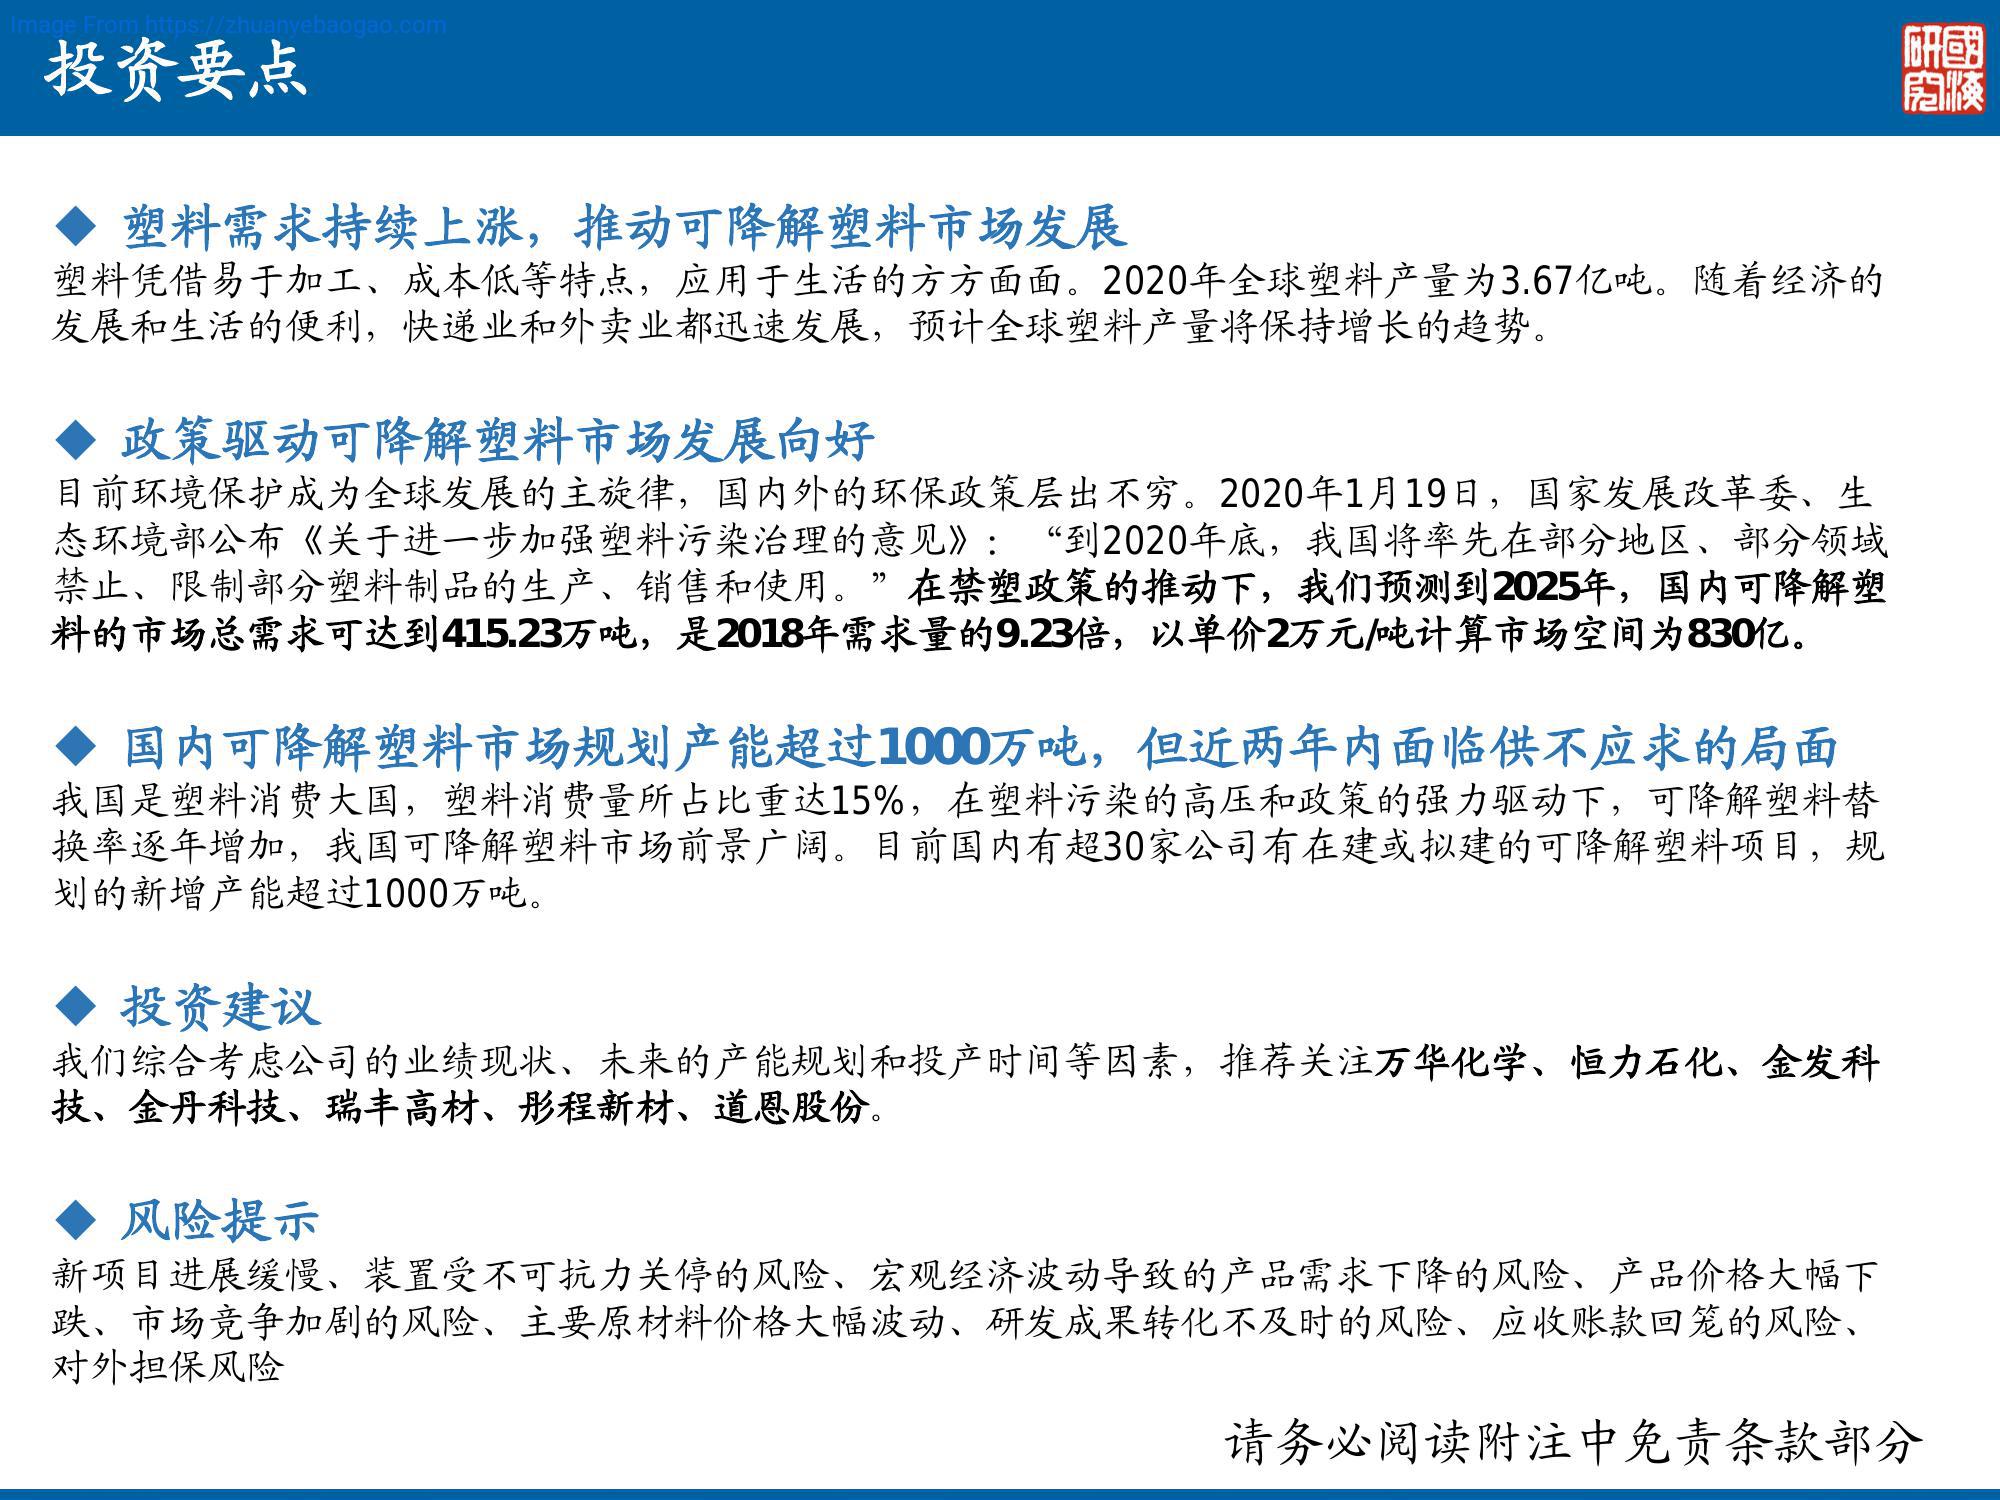 Image From https://zhuanyebaogao.com
投资要点
研國
究海
◆ 塑料需求持续上涨，推动可降解塑料市场发展
塑料凭借易于加工、成本低等特点，应用于生活的方方面面。2020年全球塑料产量为3.67亿吨。随着经济的
发展和生活的便利，快递业和外卖业都迅速发展，预计全球塑料产量将保持增长的趋势。
◆ 政策驱动可降解塑料市场发展向好
目前环境保护成为全球发展的主旋律，国内外的环保政策层出不穷。2020年1月19日，国家发展改革委、生
态环境部公布《关于进一步加强塑料污染治理的意见》：“到2020年底，我国将率先在部分地区、部分领域
禁止、限制部分塑料制品的生产、销售和使用。”在禁塑政策的推动下，我们预测到2025年，国内可降解塑
料的市场总需求可达到415.23万吨，是2018年需求量的9.23倍，以单价2万元/吨计算市场空间为830亿。
◆ 国内可降解塑料市场规划产能超过1000万吨，但近两年内面临供不应求的局面
我国是塑料消费大国，塑料消费量所占比重达15%，在塑料污染的高压和政策的强力驱动下，可降解塑料替
换率逐年增加，我国可降解塑料市场前景广阔。目前国内有超30家公司有在建或拟建的可降解塑料项目，规
划的新增产能超过1000万吨。
◆ 投资建议
我们综合考虑公司的业绩现状、未来的产能规划和投产时间等因素，推荐关注万华化学、恒力石化、金发科
技、金丹科技、瑞丰高材、彤程新材、道恩股份。
◆ 风险提示
新项目进展缓慢、装置受不可抗力关停的风险、宏观经济波动导致的产品需求下降的风险、产品价格大幅下
跌、市场竞争加剧的风险、主要原材料价格大幅波动、研发成果转化不及时的风险、应收账款回笼的风险、
对外担保风险
请务必阅读附注中免责条款部分